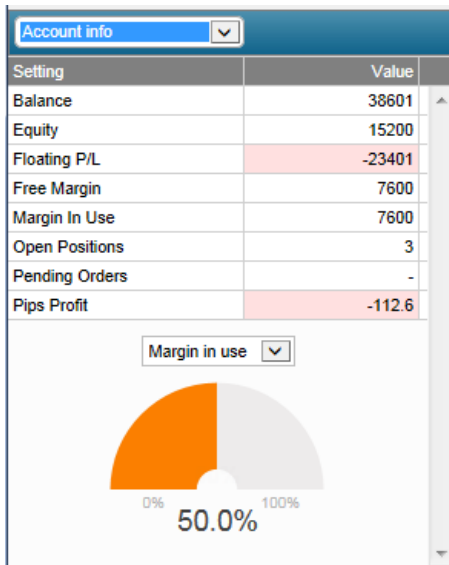 Account info
Setting Value
Balance 38601
Equity 15200
Floating P/L -23401
Free Margin 7600
Margin In Use 7600
Open Positions 3
Pending Orders -
Pips Profit -112.6
Margin in use
0% 100%
50.0%